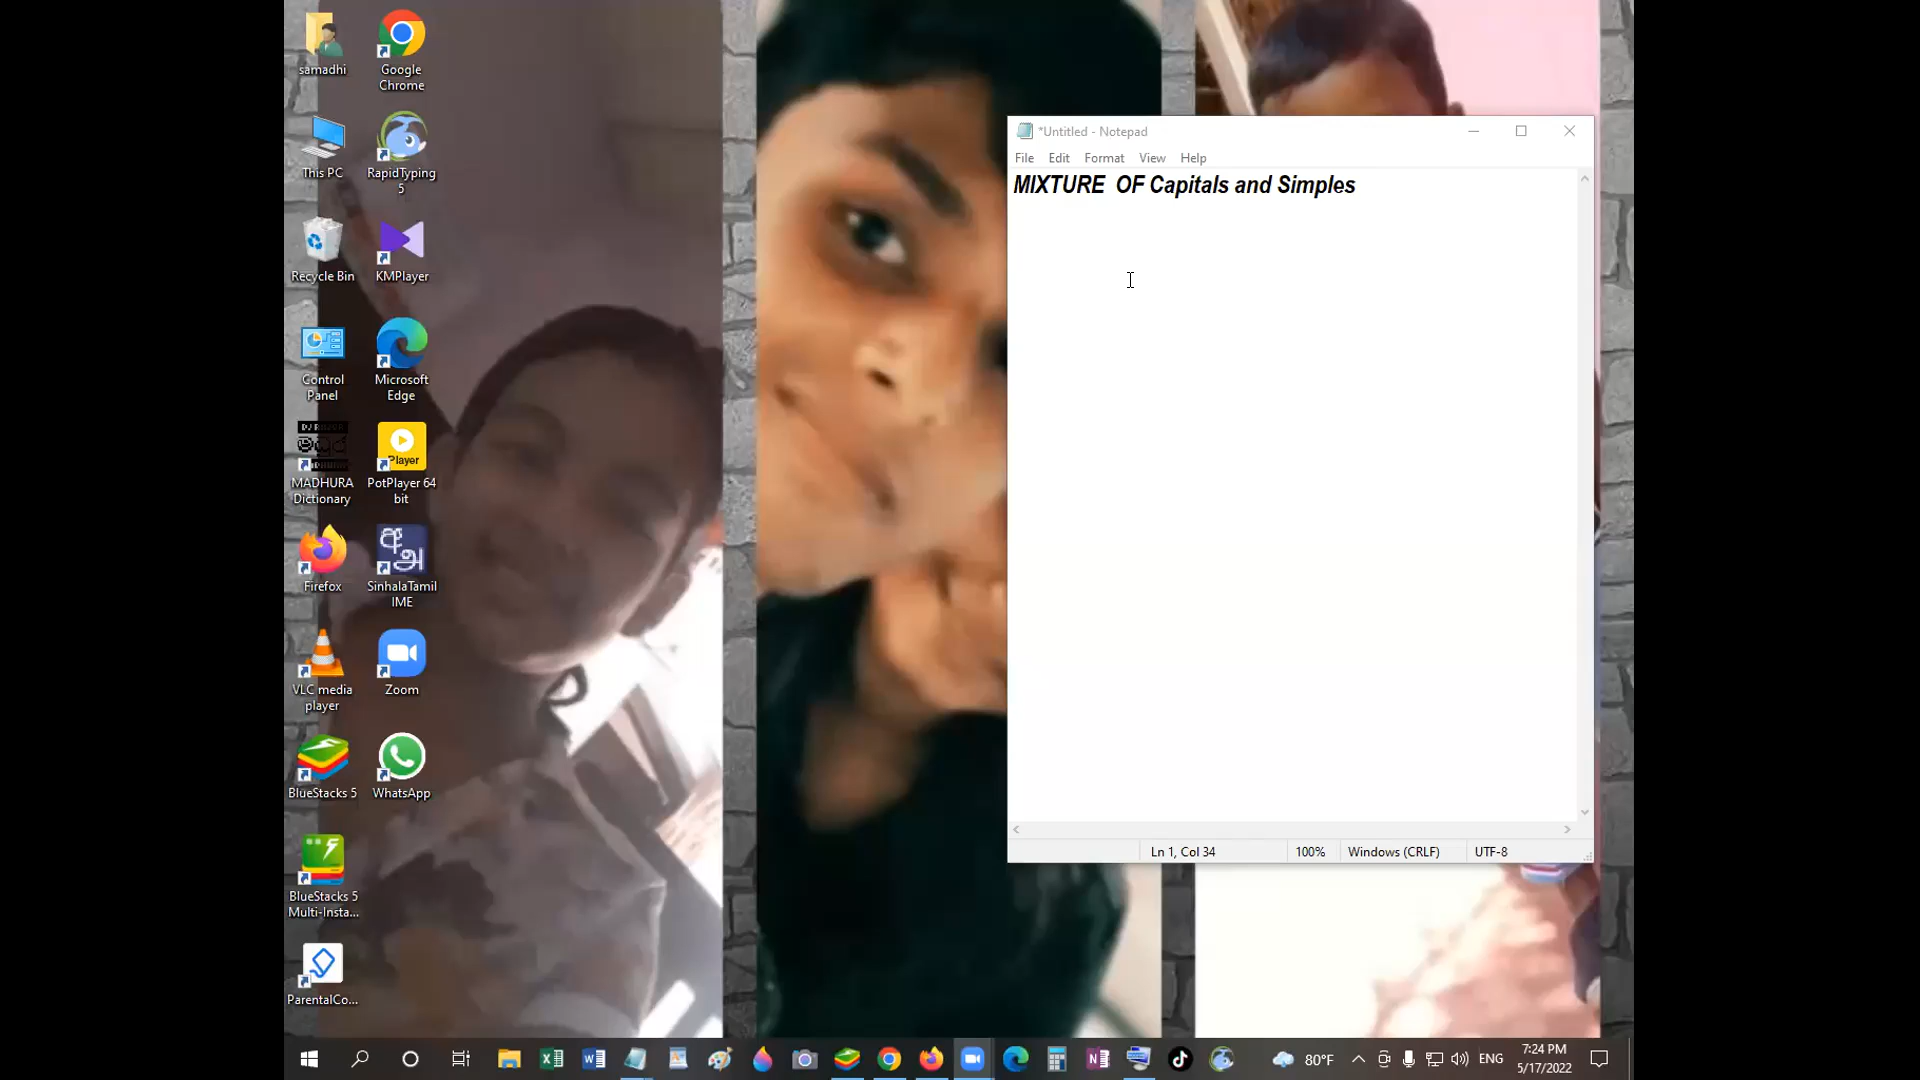 samadhi
Google Chrome
This PC
RapidTyping 5
Recycle Bin
KMPlayer
Control Panel
Microsoft Edge
MADHURA Dictionary
Player
PotPlayer 64 bit
Firefox
අ
அ
SinhalaTamil IME
VLC media player
Zoom
BlueStacks 5
WhatsApp
BlueStacks 5 Multi-Insta...
ParentalCo...
*Untitled - Notepad
File Edit Format View Help
MIXTURE  OF Capitals and Simples
Ln 1, Col 34 100% Windows (CRLF) UTF-8
80°F ENG 7:24 PM
5/17/2022